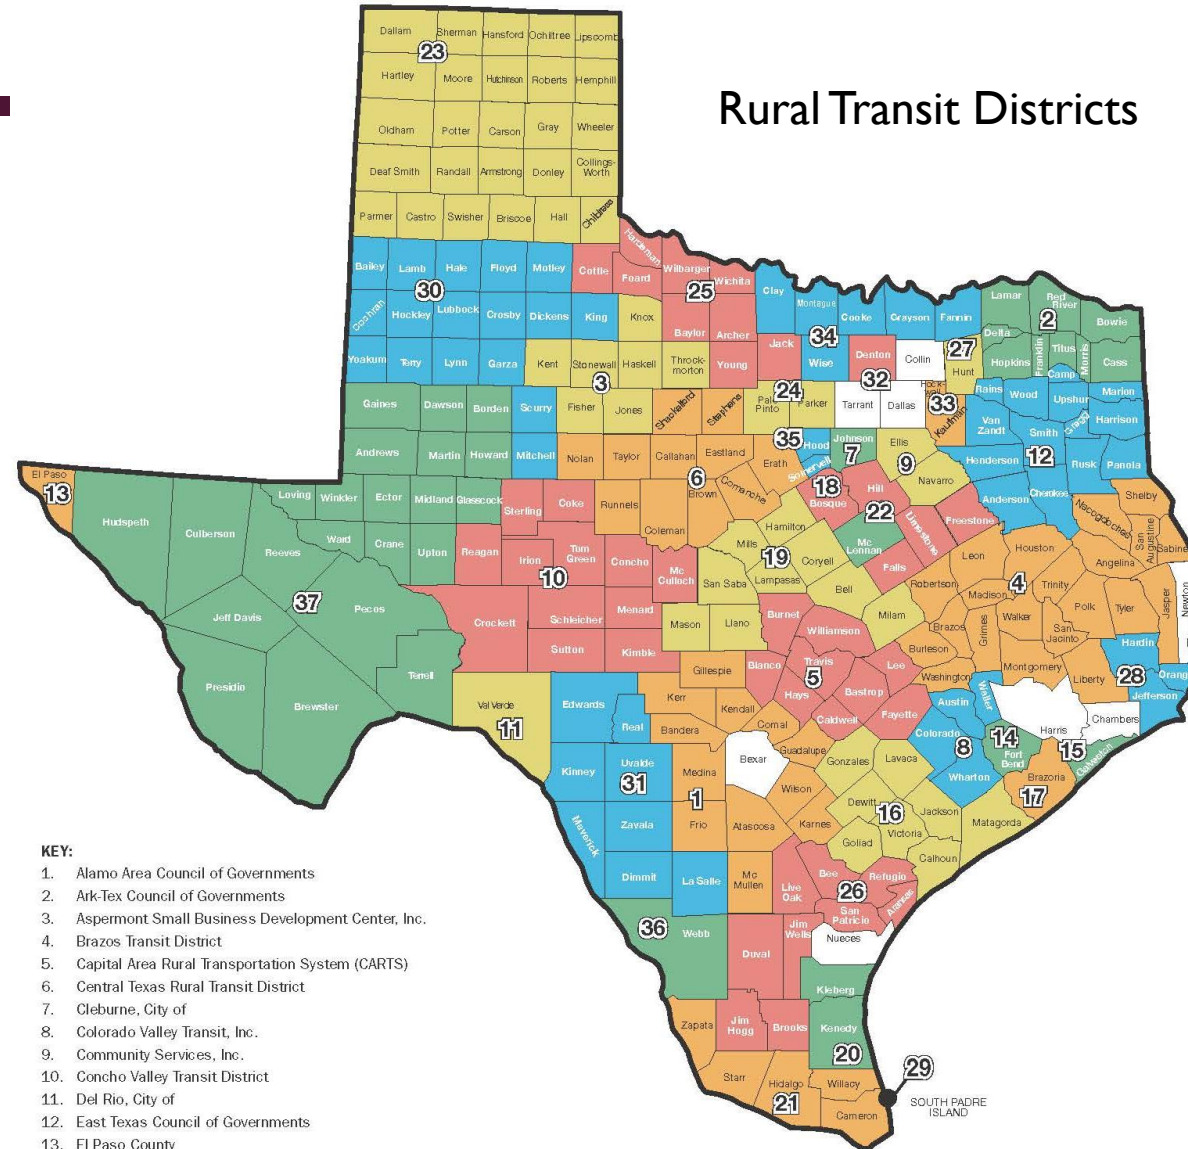 Rural Transit Districts
Dallam Sherman Hansford Ochiltree Lipscomb
23
Hartley Moore Hutchinson Roberts Hemphill
Oldham Potter Carson Gray Wheeler
Deaf Smith Randall Armstrong Donley Collings-
Worth
Parmer Castro Swisher Briscoe Hall Childress
Bailey Lamb Hale Floyd Motley Cottle Hardeman Foard Wilbarger Wichita
30 25
Cochran Hockley Lubbock Crosby Dickens King Knox Baylor Archer Clay Montague Cooke Grayson Fannin Lamar Red
River Bowie
34 27 2
Yoakum Terry Lynn Garza Kent Stonewall Haskell Throck-
morton Young Jack Wise Denton Collin Hunt Delta Hopkins Franklin Titus Morris Cass Camp
3 24 32 33
Gaines Dawson Borden Scurry Fisher Jones Shackelford Stephens Palo
Pinto Parker Tarrant Dallas Rock-
wall Kaufman Rains Wood Upshur Marion
Van
Zandt Smith Gregg Harrison
Andrews Martin Howard Mitchell Nolan Taylor Callahan Eastland Erath Hood Somervell Johnson Ellis Navarro Henderson Rusk Panola
35 7 9 12
El Paso
13
Hudspeth Culberson Reeves Loving Winkler Ector Midland Glasscock Sterling Coke Runnels Coleman Brown Comanche
6 18 22
Bosque Hill Limestone Freestone Anderson Cherokee Nacogdoches Shelby San
Augustine Sabine
Ward Crane Upton Reagan Irion Tom
Green Concho Mc
Culloch Mills Hamilton Coryell Mc
Lennan Falls Leon Houston Angelina
10 19 4
San Saba Lampasas Bell Milam Robertson Madison Trinity Polk Tyler Jasper Newton
37
Jeff Davis Pecos Crockett Schleicher Menard Mason Llano Burnet Williamson Brazos Grimes Walker San
Jacinto Hardin
Presidio Brewster Terrell Sutton Kimble Gillespie Blanco Travis Lee Burleson Washington Montgomery Liberty Orang
5 28
Hays Bastrop Fayette Caldwell Austin Waller Jefferson
Val Verde
11
Edwards Real Kerr Kendall Bandera Comal Guadalupe Colorado Harris Chambers
8 14 15
Kinney Uvalde Medina Bexar Wilson Gonzales Lavaca Wharton Fort
Bend Brazoria Galveston
31 1 17
Maverick Zavala Frio Atascosa Karnes Dewitt Jackson Victoria Goliad Calhoun Matagorda
16
Dimmit La Salle Mc
Mullen Live
Oak Bee Refugio San
Patricio Aransas
26
36
Webb Duval Jim
Wells Nueces Kleberg
Zapata Jim
Hogg Brooks Kenedy
20 29
Starr Hidalgo Willacy Cameron
21
SOUTH PADRE
ISLAND
KEY:
1. Alamo Area Council of Governments
2. Ark-Tex Council of Governments
3. Aspermont Small Business Development Center, Inc.
4. Brazos Transit District
5. Capital Area Rural Transportation System (CARTS)
6. Central Texas Rural Transit District
7. Cleburne, City of
8. Colorado Valley Transit, Inc.
9. Community Services, Inc.
10. Concho Valley Transit District
11. Del Rio, City of
12. East Texas Council of Governments
13. El Paso County